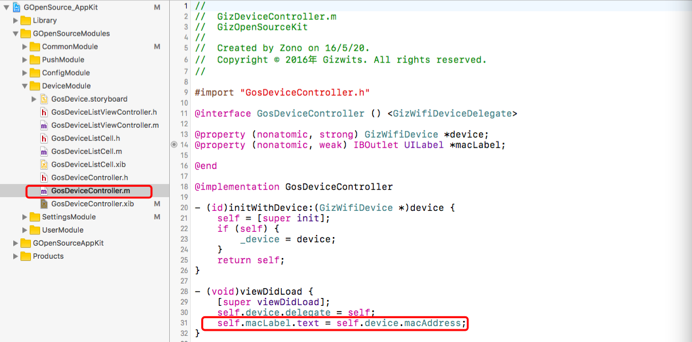 GOpenSource_AppKit M
Library
GOpenSourceModules
CommonModule M
PushModule
ConfigModule
DeviceModule
GosDevice.storyboard
GosDeviceListViewController.h
GosDeviceListViewController.m
GosDeviceListCell.h
GosDeviceListCell.m
GosDeviceListCell.xib
GosDeviceController.h
GosDeviceController.m
GosDeviceController.xib M
SettingsModule M
UserModule
GOpenSourceAppKit
Products
1 //
2 //  GizDeviceController.m
3 //  GizOpenSourceKit
4 //
5 //  Created by Zono on 16/5/20.
6 //  Copyright © 2016年 Gizwits. All rights reserved.
7 //
8
9 #import "GosDeviceController.h"
10
11 @interface GosDeviceController () <GizWifiDeviceDelegate>
12
13 @property (nonatomic, strong) GizWifiDevice *device;
14 @property (nonatomic, weak) IBOutlet UILabel *macLabel;
15
16 @end
17
18 @implementation GosDeviceController
19
20 - (id)initWithDevice:(GizWifiDevice *)device {
21     self = [super init];
22     if (self) {
23         _device = device;
24     }
25     return self;
26 }
27
28 - (void)viewDidLoad {
29     [super viewDidLoad];
30     self.device.delegate = self;
31     self.macLabel.text = self.device.macAddress;
32 }